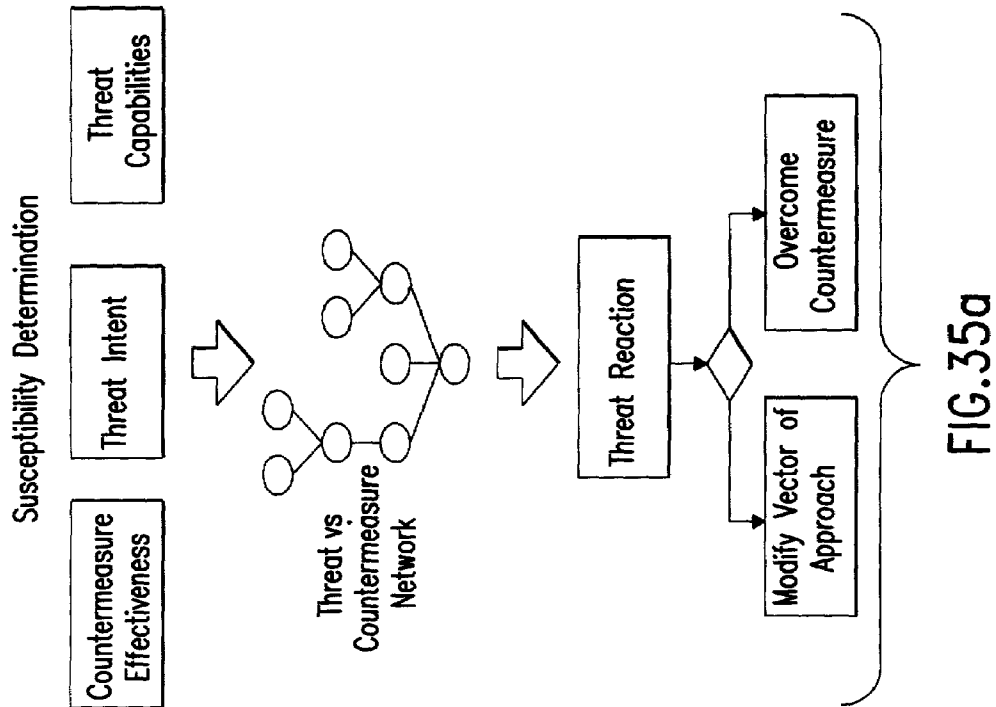 Susceptibility Determination
Countermeasure
Effectiveness
Threat Intent
Threat
Capabilities
Threat vs
Countermeasure
Network
Threat Reaction
Modify Vector of
Approach
Overcome
Countermeasure
FIG.35a